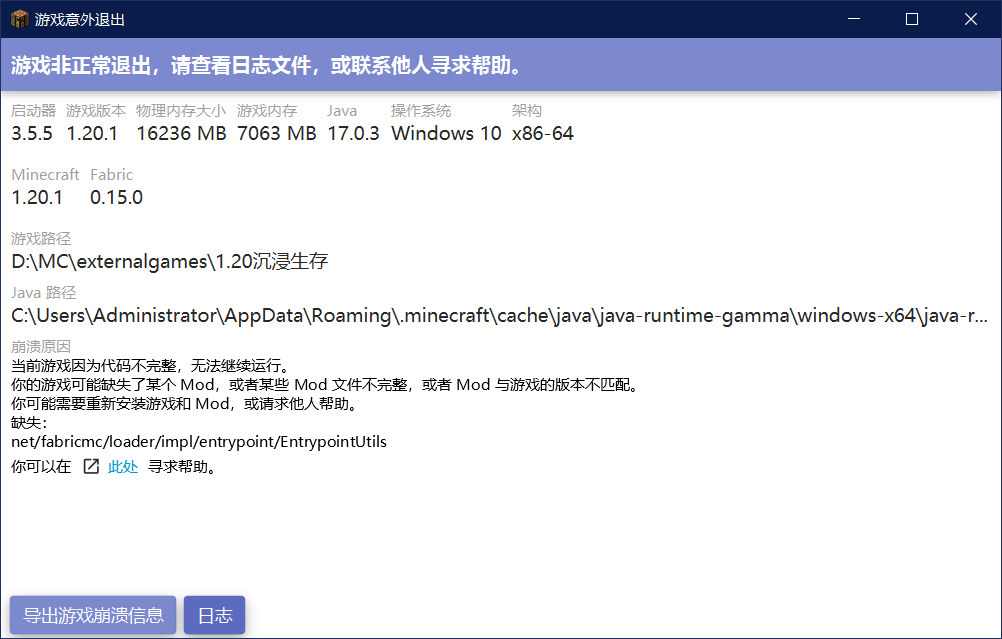 游戏意外退出
游戏非正常退出，请查看日志文件，或联系他人寻求帮助。
启动器 游戏版本 物理内存大小 游戏内存 Java 操作系统 架构
3.5.5 1.20.1 16236 MB 7063 MB 17.0.3 Windows 10 x86-64
Minecraft Fabric
1.20.1 0.15.0
游戏路径
D:\MC\externalgames\1.20沉浸生存
Java 路径
C:\Users\Administrator\AppData\Roaming\.minecraft\cache\java\java-runtime-gamma\windows-x64\java-r...
崩溃原因
当前游戏因为代码不完整，无法继续运行。
你的游戏可能缺失了某个 Mod，或者某些 Mod 文件不完整，或者 Mod 与游戏的版本不匹配。
你可能需要重新安装游戏和 Mod，或请求他人帮助。
缺失：
net/fabricmc/loader/impl/entrypoint/EntrypointUtils
你可以在 此处 寻求帮助。
导出游戏崩溃信息 日志